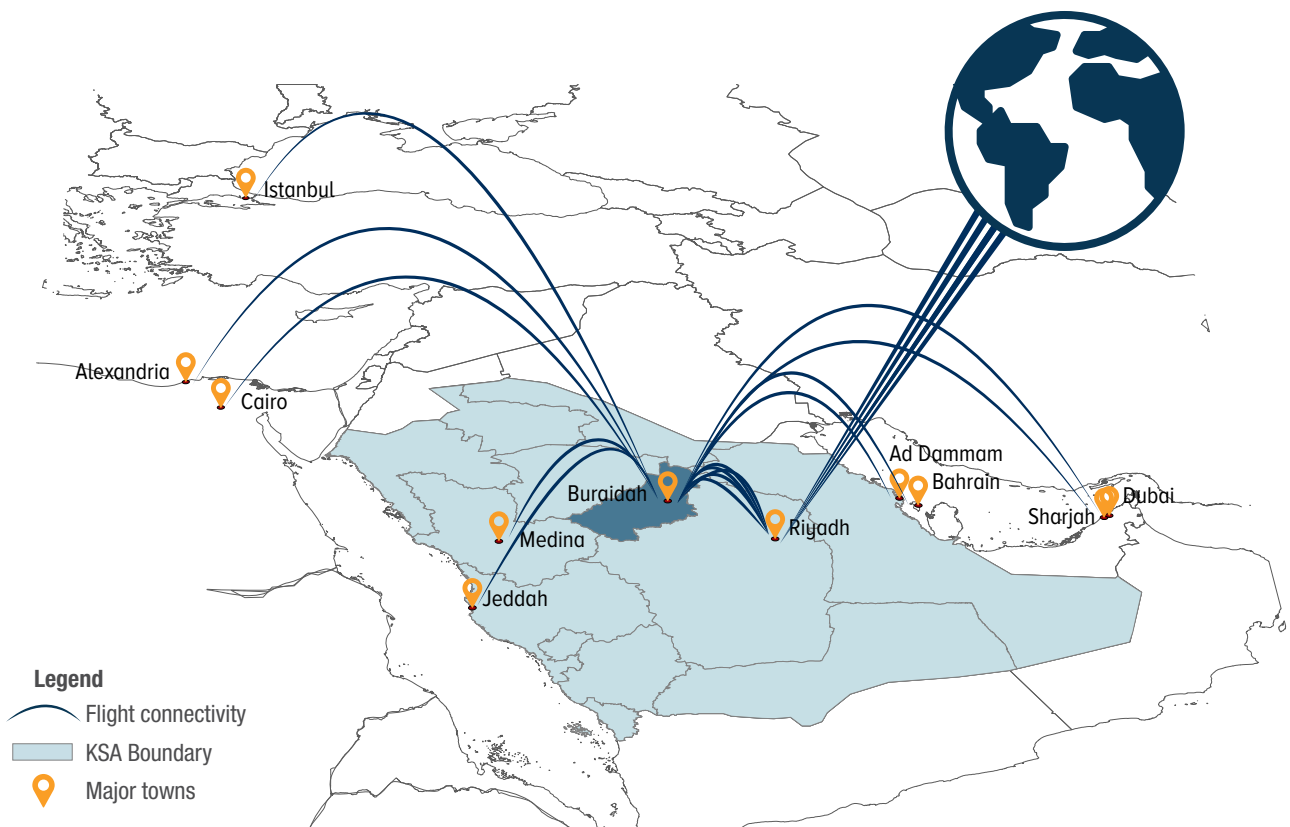 Istanbul
Alexandria
Cairo
Ad Dammam
Bahrain
Buraidah
Dubai
Sharjah
Riyadh
Medina
Jeddah
Legend
Flight connectivity
KSA Boundary
Major towns